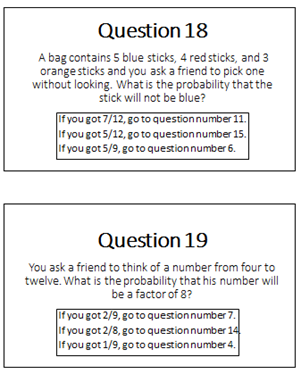 Question 18
A bag contains 5 blue sticks, 4 red sticks, and 3
orange sticks and you ask a friend to pick one
without looking. What is the probability that the
stick will not be blue?
If you got 7/12, go to question number 11.
If you got 5/12, go to question number 15.
If you got 5/9, go to question number 6.
Question 19
You ask a friend to think of a number from four to
twelve. What is the probability that his number will
be a factor of 8?
If you got 2/9, go to question number 7.
If you got 2/8, go to question number 14.
If you got 1/9, go to question number 4.